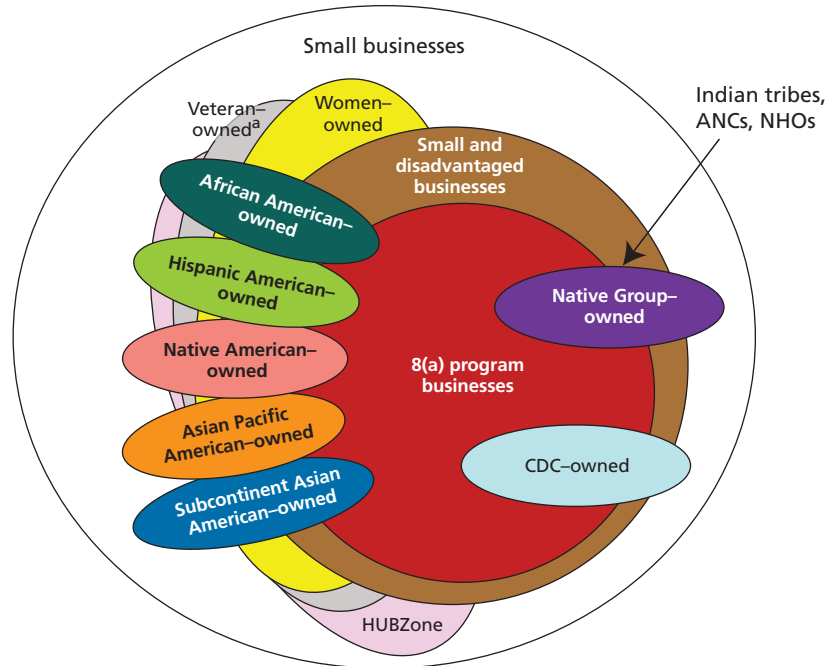 Small businesses
Indian tribes,
ANCs, NHOs
Veteran–
ownedᵃ
Women–
owned
Small and
disadvantaged
businesses
African American–
owned
Hispanic American–
owned
Native Group–
owned
Native American–
owned
8(a) program
businesses
Asian Pacific
American–owned
CDC–owned
Subcontinent Asian
American–owned
HUBZone